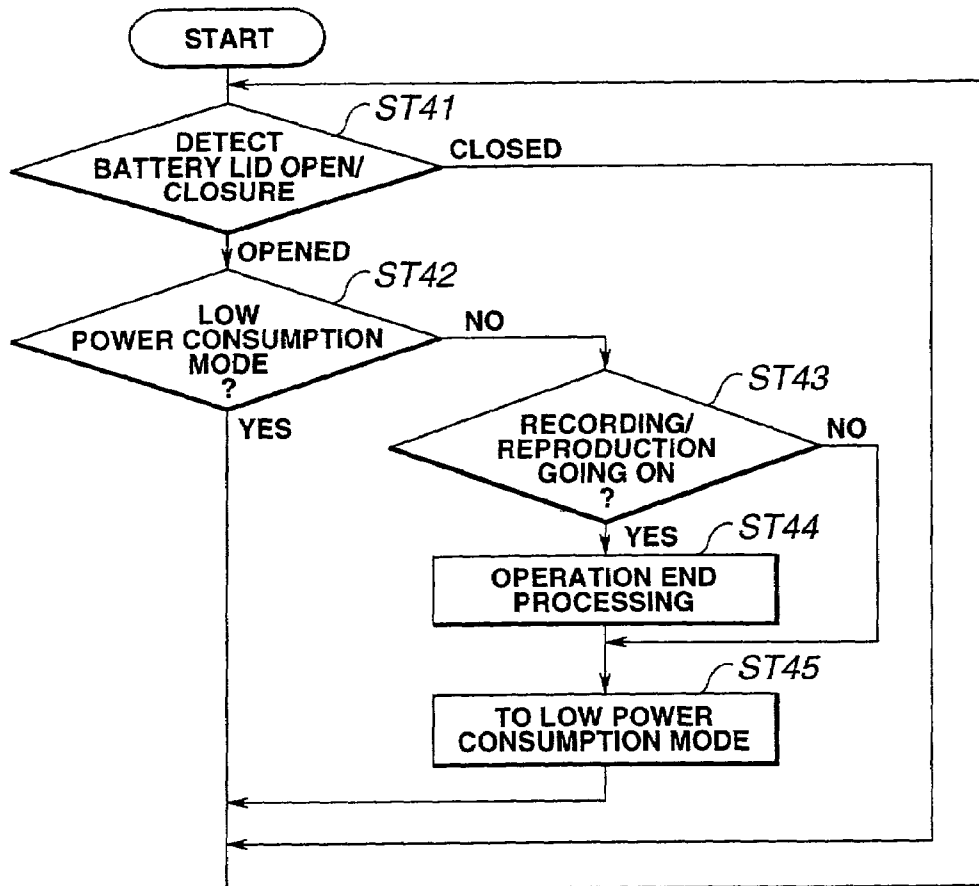 START
ST41
DETECT
BATTERY LID OPEN/
CLOSURE
CLOSED
OPENED
ST42
LOW
POWER CONSUMPTION
MODE
?
NO
YES
ST43
RECORDING/
REPRODUCTION
GOING ON
?
NO
YES
ST44
OPERATION END
PROCESSING
ST45
TO LOW POWER
CONSUMPTION MODE